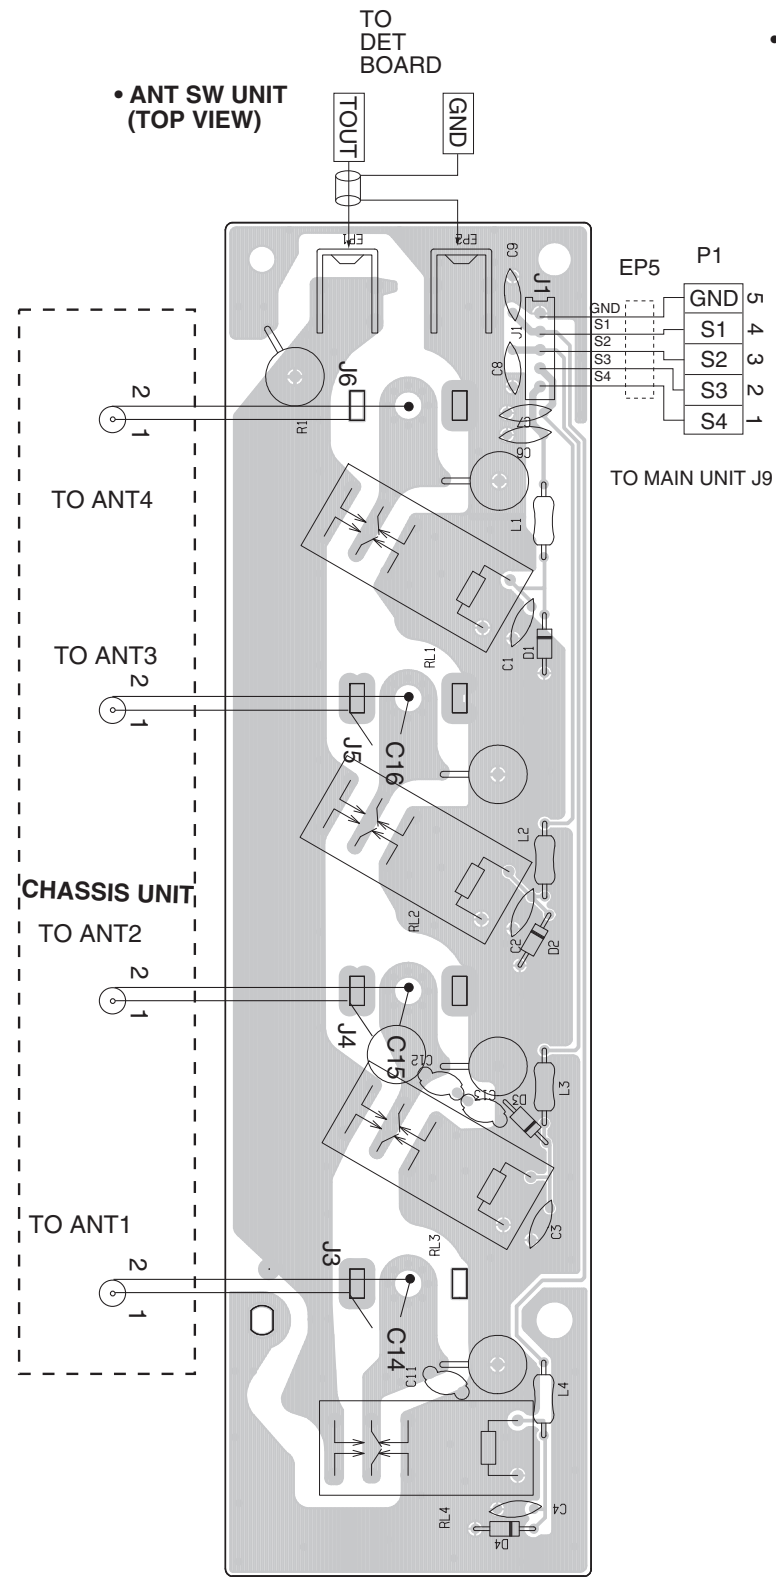 TO
DET
BOARD
• ANT SW UNIT
(TOP VIEW)
TOUT
GND
EP1
EP2
C9
J1
J1
EP5
P1
GND
S1
S2
S3
S4
GND 5
S1 4
S2 3
S3 2
S4 1
TO MAIN UNIT J9
C8
C7
C6
R1
J6
2
1
TO ANT4
L1
C1
D1
RL1
TO ANT3
2
1
J5
C16
L2
C2
D2
RL2
CHASSIS UNIT
TO ANT2
2
1
J4
C15
C12
C13
D3
L3
C3
RL3
TO ANT1
2
1
J3
C14
C11
L4
RL4
C4
D4